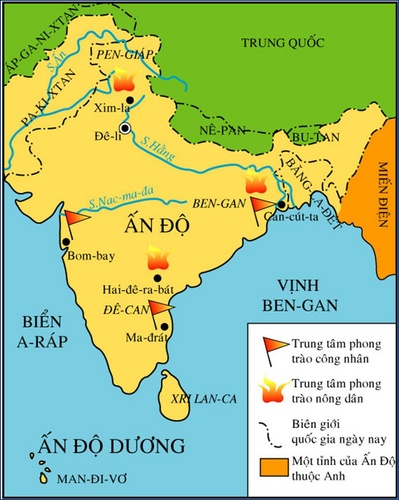 ÁP-GA-NI-XTAN
TRUNG QUỐC
PEN-GIÁP
S.Ấn
PA-KI-XTAN
Xim-la
Đê-li
S.Hằng
NÊ-PAN
BU-TAN
BĂNG-LA-ĐÉT
MIẾN ĐIỆN
S.Nac-ma-đa
BEN-GAN
Can-cút-ta
ẤN ĐỘ
Bom-bay
Hai-đê-ra-bát
VỊNH
BEN-GAN
BIỂN
A-RÁP
ĐÊ-CAN
Ma-đrát
XRI LAN-CA
ẤN ĐỘ DƯƠNG
MAN-ĐI-VƠ
Trung tâm phong
trào công nhân
Trung tâm phong
trào nông dân
Biên giới
quốc gia ngày nay
Một tỉnh của Ấn Độ
thuộc Anh